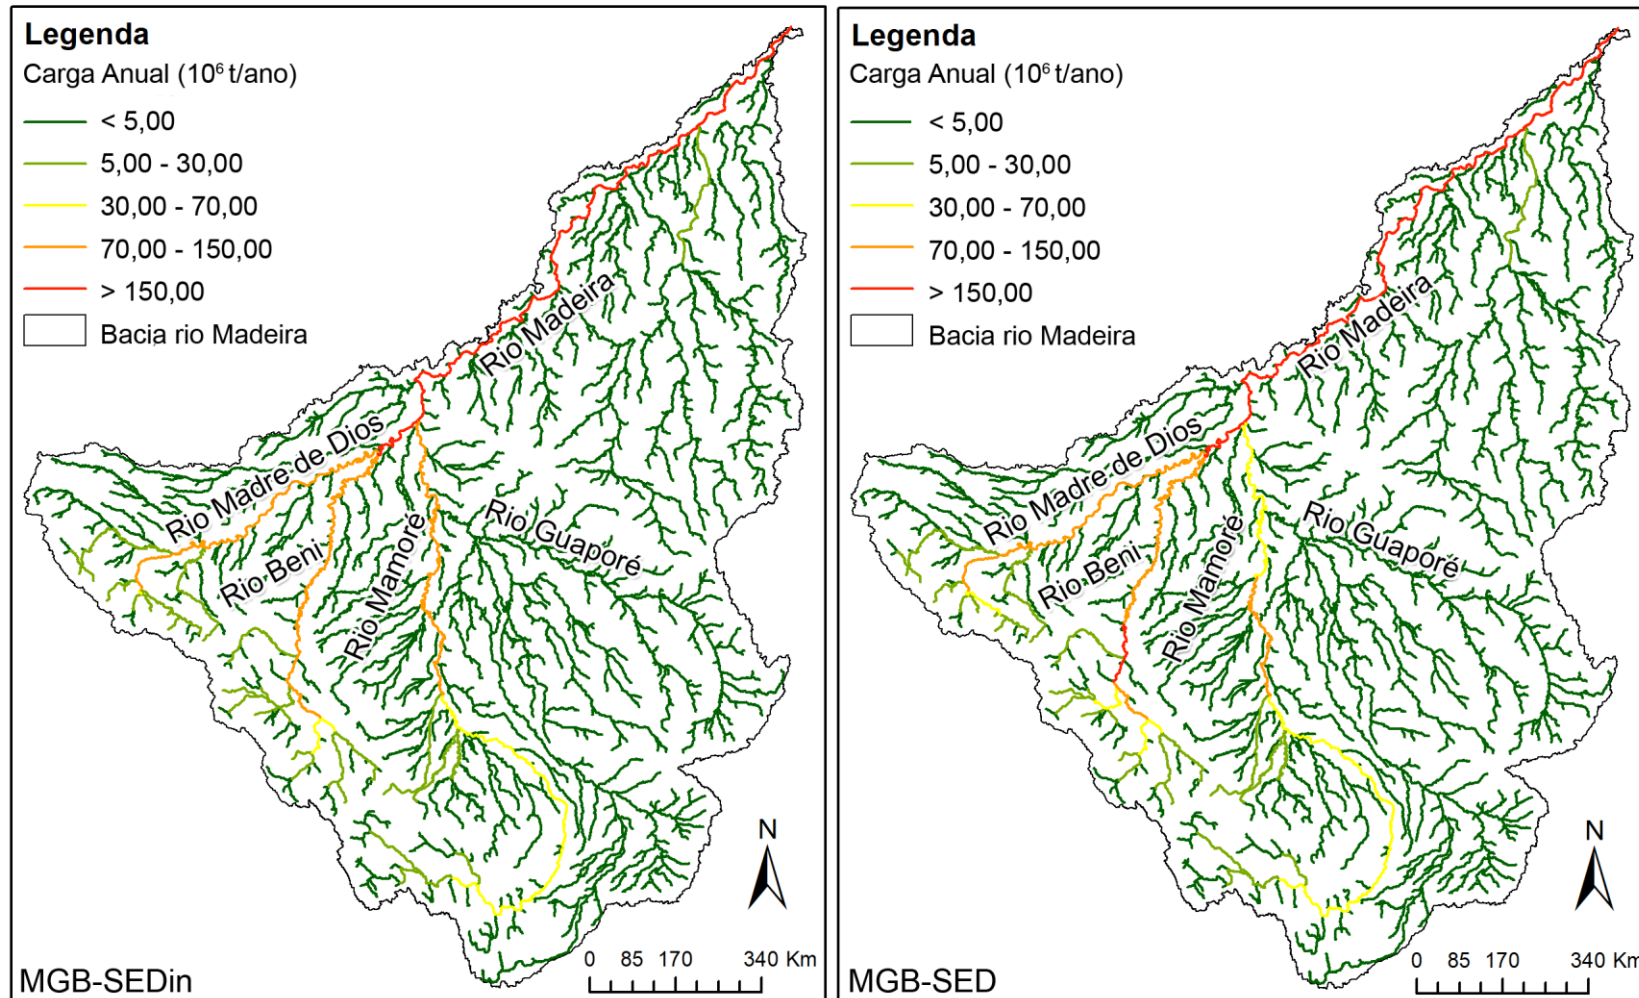 Legenda
Carga Anual (10⁶ t/ano)
< 5,00
5,00 - 30,00
30,00 - 70,00
70,00 - 150,00
> 150,00
Bacia rio Madeira
Rio Madeira
Rio Madre de Dios
Rio Beni
Rio Mamoré
Rio Guaporé
N
0 85 170 340 Km
MGB-SEDin
Legenda
Carga Anual (10⁶ t/ano)
< 5,00
5,00 - 30,00
30,00 - 70,00
70,00 - 150,00
> 150,00
Bacia rio Madeira
Rio Madeira
Rio Madre de Dios
Rio Beni
Rio Mamoré
Rio Guaporé
N
0 85 170 340 Km
MGB-SED